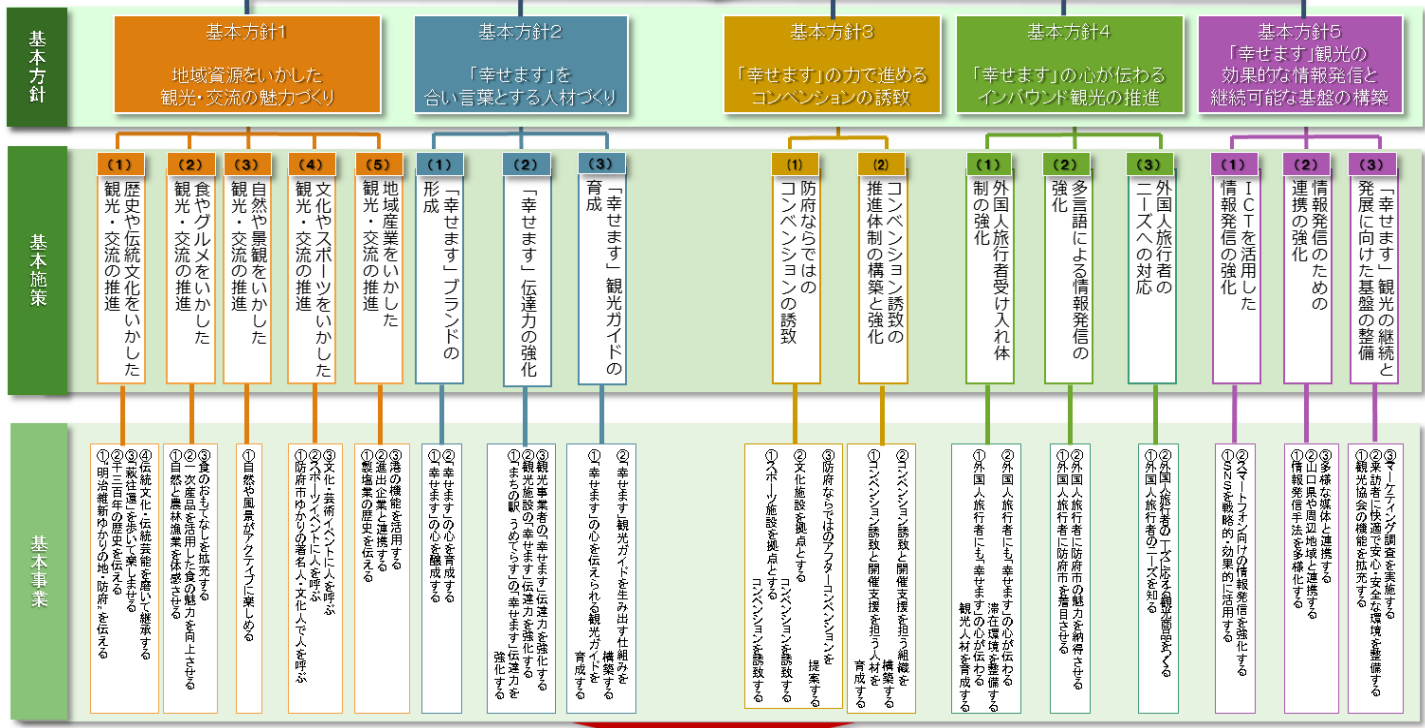 基本方針
基本方針1
地域資源をいかした
観光・交流の魅力づくり
基本方針2
「幸せます」を
合い言葉とする人材づくり
基本方針3
「幸せます」の力で進める
コンベンションの誘致
基本方針4
「幸せます」の心が伝わる
インバウンド観光の推進
基本方針5
「幸せます」観光の
効果的な情報発信と
継続可能な基盤の構築
基本施策
(1)
歴史や伝統文化をいかした
観光・交流の推進
(2)
食やグルメをいかした
観光・交流の推進
(3)
自然や景観をいかした
観光・交流の推進
(4)
文化やスポーツをいかした
観光・交流の推進
(5)
地域産業をいかした
観光・交流の推進
(1)
「幸せます」ブランドの
形成
(2)
「幸せます」伝達力の強化
(3)
「幸せます」観光ガイドの
育成
(1)
防府ならではの
コンベンションの誘致
(2)
コンベンション誘致の
推進体制の構築と強化
(1)
外国人旅行者受け入れ体
制の強化
(2)
多言語による情報発信の
強化
(3)
外国人旅行者の
ニーズへの対応
(1)
ICTを活用した
情報発信の強化
(2)
情報発信のための
連携の強化
(3)
「幸せます」観光の継続と
発展に向けた基盤の整備
基本事業
①「明治維新ゆかりの地・防府」を伝える
②千三百年の歴史を伝える
③「萩往還」を歩いて楽しませる
④伝統文化・伝統芸能を磨いて継承する
①自然と農林漁業を体感させる
②一次産品を活用した食の魅力を向上させる
③食のおもてなしを拡充する
①自然や風景がアクティブに楽しめる
①防府市ゆかりの著名人・文化人で人を呼ぶ
②スポーツイベントに人を呼ぶ
③文化・芸術イベントに人を呼ぶ
①製塩業の歴史を伝える
②進出企業と連携する
③港の機能を活用する
①「幸せます」の心を醸成する
②「幸せます」の心を育成する
①「まちの駅 うめてらす」の「幸せます」伝達力を
強化する
②観光施設の「幸せます」伝達力を強化する
③観光事業者の「幸せます」伝達力を強化する
①「幸せます」の心を伝えられる観光ガイドを
育成する
②「幸せます」観光ガイドを生み出す仕組みを
構築する
①スポーツ施設を拠点とする
コンベンションを誘致する
②文化施設を拠点とする
コンベンションを誘致する
③防府ならではのアフターコンベンションを
提案する
①コンベンション誘致と開催支援を担う人材を
育成する
②コンベンション誘致と開催支援を担う組織を
構築する
①外国人旅行者にも「幸せます」の心が伝わる
観光人材を育成する
②外国人旅行者にも「幸せます」の心が伝わる
滞在環境を整備する
①外国人旅行者に防府市を着目させる
②外国人旅行者に防府市の魅力を納得させる
①外国人旅行者のニーズを知る
②外国人旅行者のニーズに応える観光商品をつくる
①SNSを戦略的・効果的に活用する
②スマートフォン向けの情報発信を強化する
①情報発信手法を多様化する
②山口県や周辺地域と連携する
③多様な媒体と連携する
①観光協会の機能を拡充する
②来訪者に快適で安心・安全な環境を整備する
③マーケティング調査を実施する